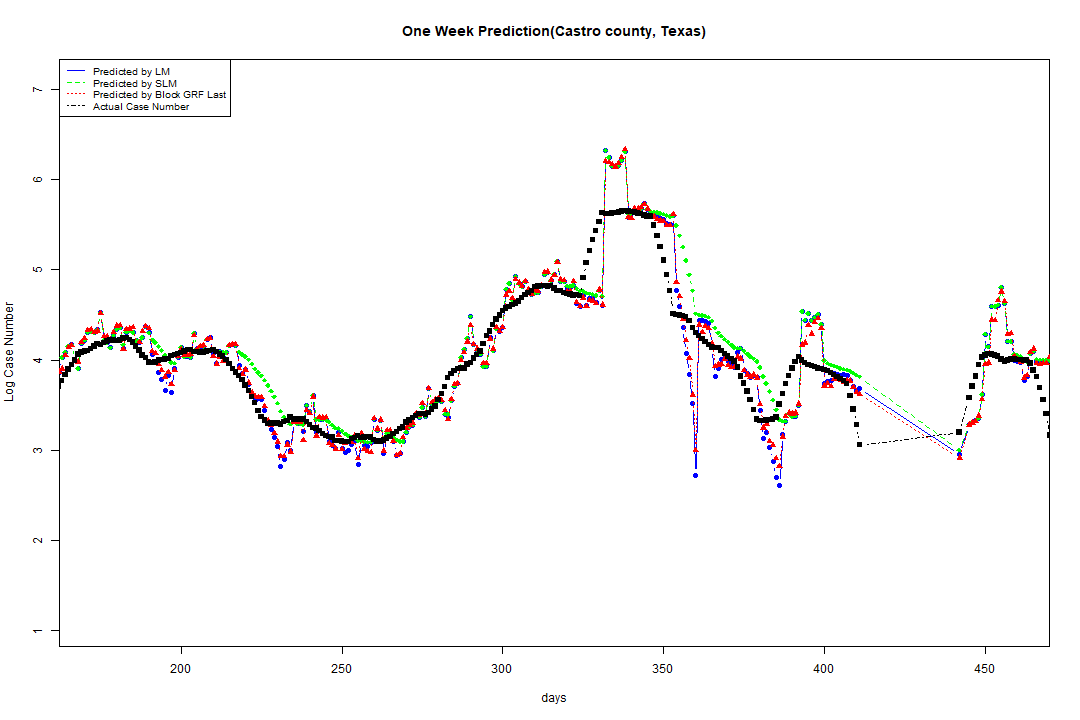 One Week Prediction(Castro county, Texas)
Predicted by LM
Predicted by SLM
Predicted by Block GRF Last
Actual Case Number
7
6
5
4
3
2
1
Log Case Number
200 250 300 350 400 450
days